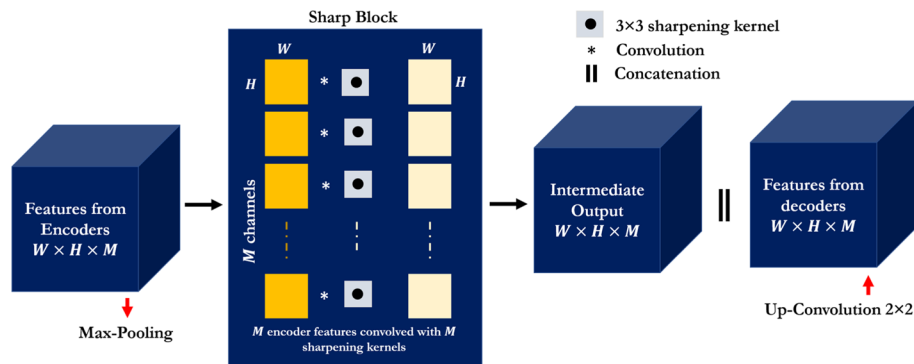 Sharp Block
3×3 sharpening kernel
* Convolution
|| Concatenation
W W
H * H
*
*
M channels
*
M encoder features convolved with M
sharpening kernels
Features from
Encoders
W × H × M
Max-Pooling
Intermediate
Output
W × H × M
||
Features from
decoders
W × H × M
Up-Convolution 2×2